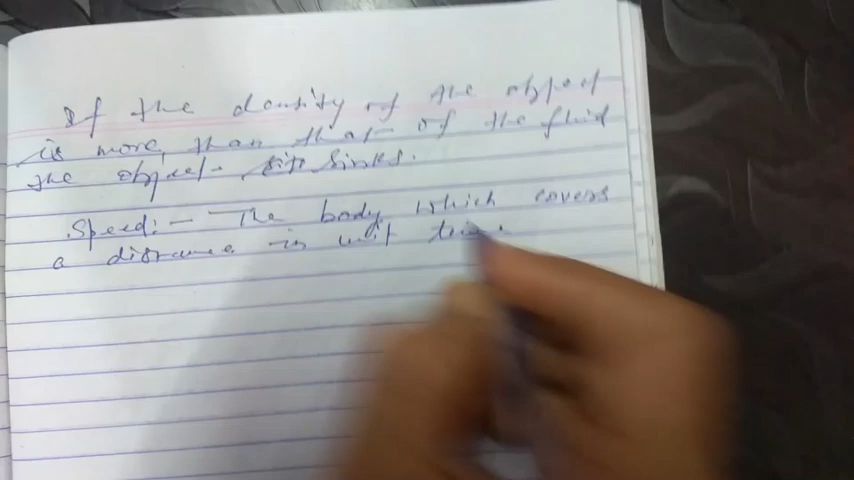 If the density of the object
is more, than that of the fluid
the object sinks.
Speed:- The body which covers
a distance in unit time